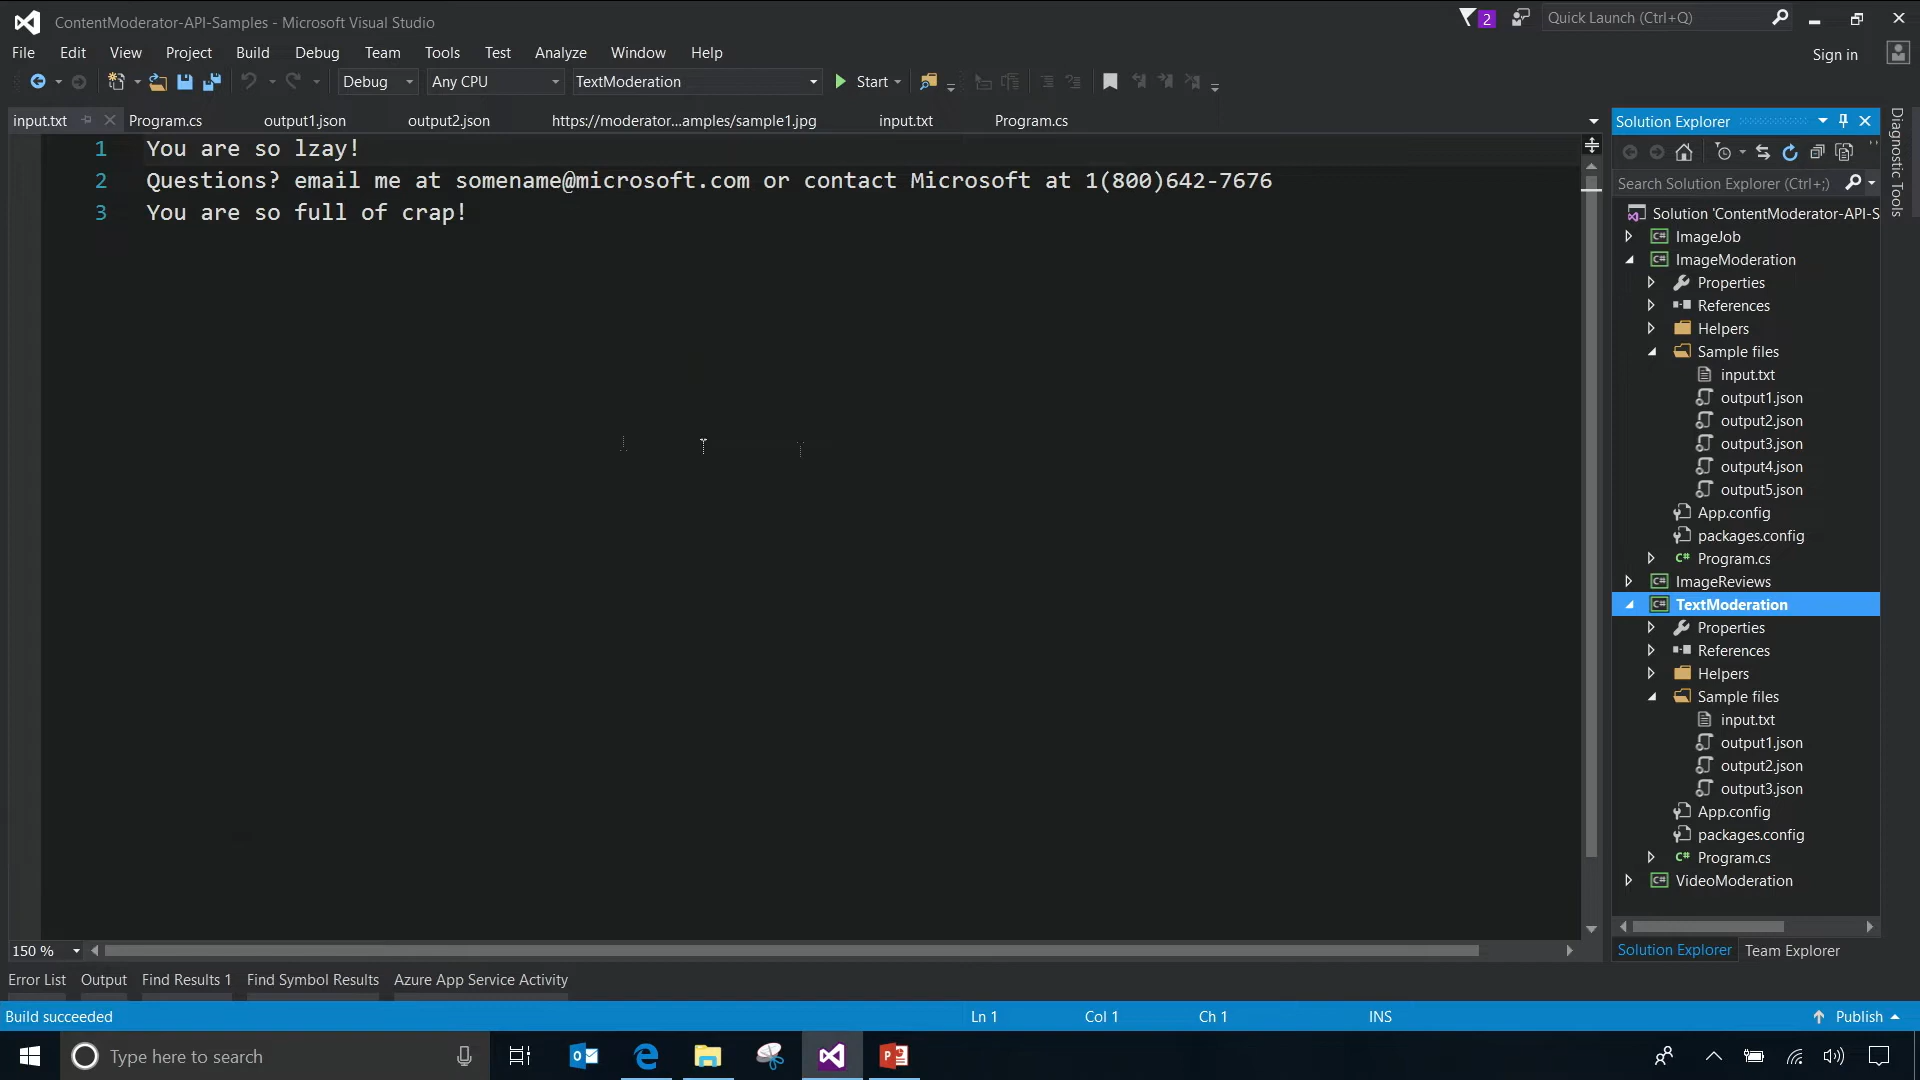 ContentModerator-API-Samples - Microsoft Visual Studio
2
Quick Launch (Ctrl+Q)
File Edit View Project Build Debug Team Tools Test Analyze Window Help
Sign in
Debug Any CPU TextModeration Start
input.txt Program.cs output1.json output2.json https://moderator...amples/sample1.jpg input.txt Program.cs
1 You are so lzay!
2 Questions? email me at somename@microsoft.com or contact Microsoft at 1(800)642-7676
3 You are so full of crap!
Solution Explorer
Search Solution Explorer (Ctrl+;)
Solution 'ContentModerator-API-S
C# ImageJob
C# ImageModeration
Properties
References
Helpers
Sample files
input.txt
output1.json
output2.json
output3.json
output4.json
output5.json
App.config
packages.config
C# Program.cs
C# ImageReviews
C# TextModeration
Properties
References
Helpers
Sample files
input.txt
output1.json
output2.json
output3.json
App.config
packages.config
C# Program.cs
C# VideoModeration
Solution Explorer Team Explorer
Diagnostic Tools
150 %
Error List Output Find Results 1 Find Symbol Results Azure App Service Activity
Build succeeded Ln 1 Col 1 Ch 1 INS Publish
Type here to search